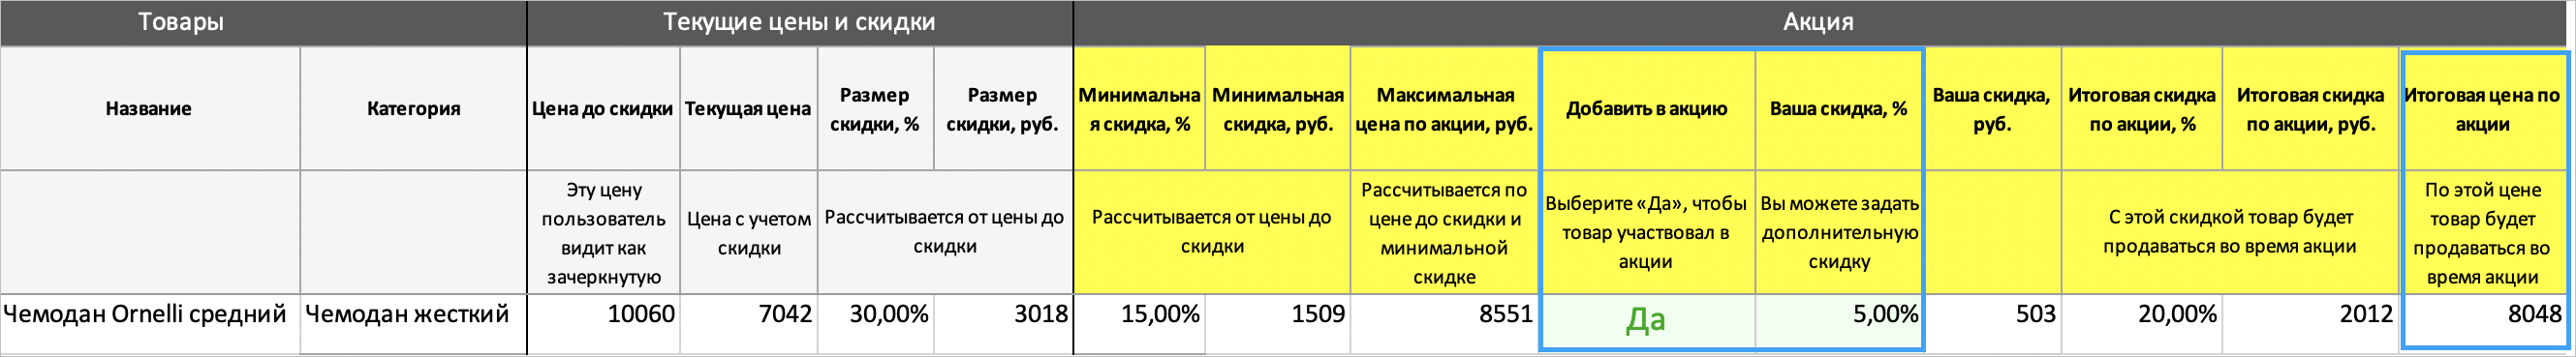 Товары
Текущие цены и скидки
Акция
Название
Категория
Цена до скидки
Текущая цена
Размер
скидки, %
Размер
скидки, руб.
Минимальна
я скидка, %
Минимальная
скидка, руб.
Максимальная
цена по акции, руб.
Добавить в акцию
Ваша скидка, %
Ваша скидка,
руб.
Итоговая скидка
по акции, %
Итоговая скидка
по акции, руб.
Итоговая цена по
акции
Эту цену
пользователь
видит как
зачеркнутую
Цена с учетом
скидки
Рассчитывается от цены до
скидки
Рассчитывается от цены до
скидки
Рассчитывается по
цене до скидки и
минимальной
скидке
Выберите «Да», чтобы
товар участвовал в
акции
Вы можете задать
дополнительную
скидку
С этой скидкой товар будет
продаваться во время акции
По этой цене
товар будет
продаваться во
время акции
Чемодан Ornelli средний
Чемодан жесткий
10060
7042
30,00%
3018
15,00%
1509
8551
Да
5,00%
503
20,00%
2012
8048